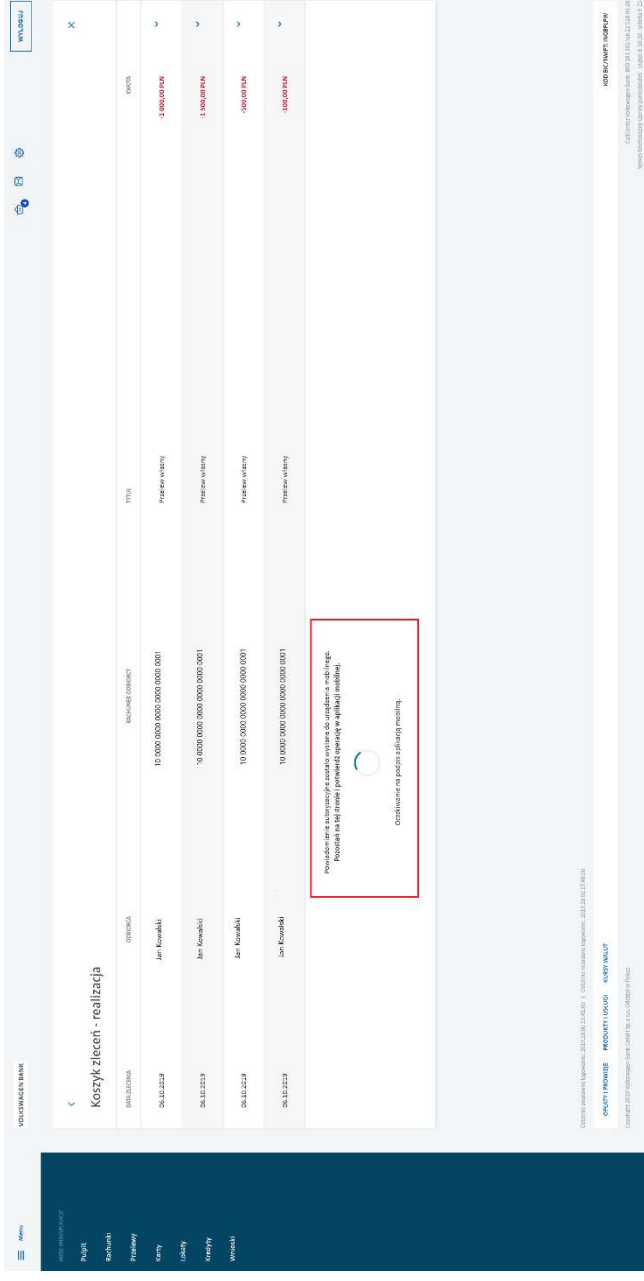 Menu
VOLKSWAGEN BANK
4
WYLOGUJ
Pulpit
Rachunki
Przelewy
Karty
Lokaty
Kredyty
Wnioski
Koszyk zleceń - realizacja
DATA ZLECENIA ODBIORCA RACHUNEK ODBIORCY TYTUŁ KWOTA
06.10.2019 Jan Kowalski 10 0000 0000 0000 0000 0000 0001 Przelew własny -1 000,00 PLN
06.10.2019 Jan Kowalski 10 0000 0000 0000 0000 0000 0001 Przelew własny -1 500,00 PLN
06.10.2019 Jan Kowalski 10 0000 0000 0000 0000 0000 0001 Przelew własny -500,00 PLN
06.10.2019 Jan Kowalski 10 0000 0000 0000 0000 0000 0001 Przelew własny -100,00 PLN
Powiadomienie autoryzacyjne zostało wysłane do urządzenia mobilnego.
Pozostań na tej stronie i potwierdź operację w aplikacji mobilnej.
Oczekiwanie na podpis aplikacją mobilną.
OPŁATY I PROWIZJE PRODUKTY I USŁUGI KURSY WALUT
KOD BIC/SWIFT: INGBPLPW